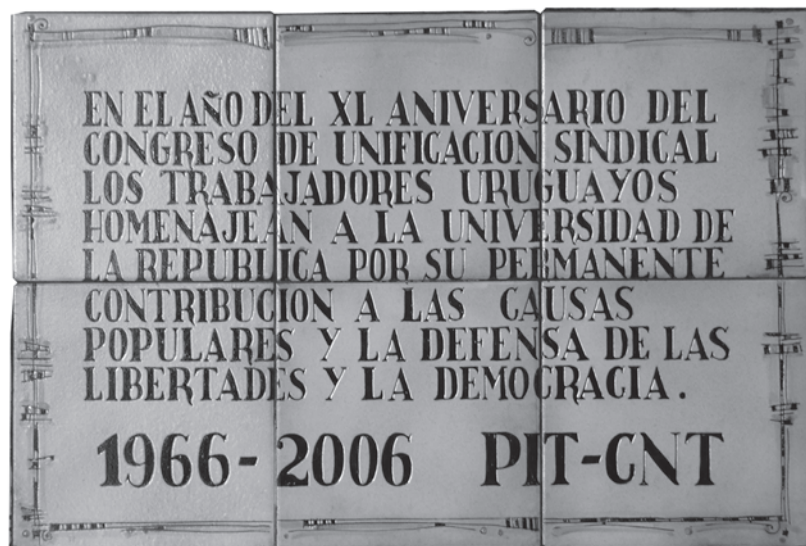 EN EL AÑO DEL XL ANIVERSARIO DEL
CONGRESO DE UNIFICACION SINDICAL
LOS TRABAJADORES URUGUAYOS
HOMENAJEAN A LA UNIVERSIDAD DE
LA REPUBLICA POR SU PERMANENTE
CONTRIBUCION A LAS CAUSAS
POPULARES Y LA DEFENSA DE LAS
LIBERTADES Y LA DEMOCRACIA.
1966-2006 PIT-CNT